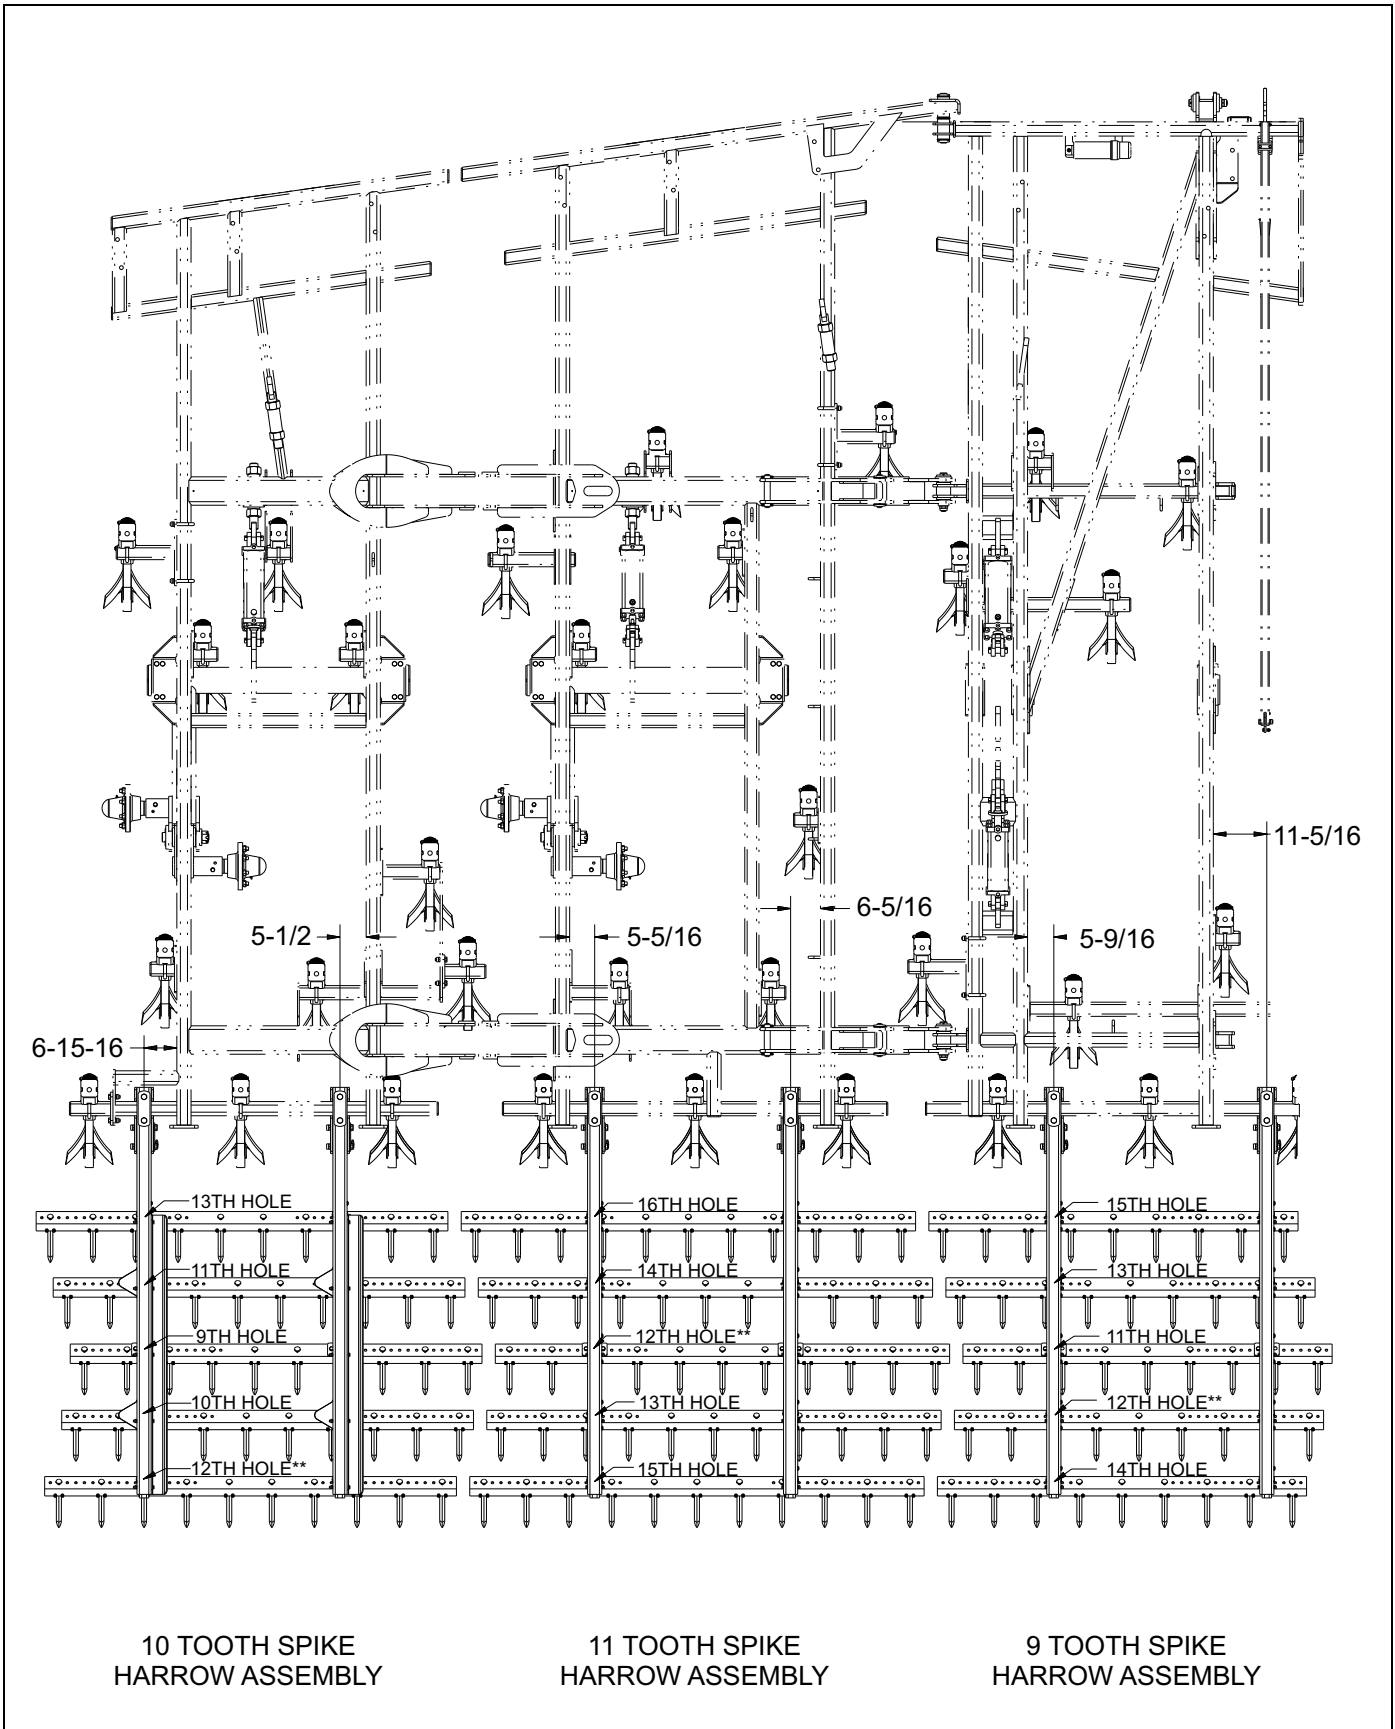 11-5/16
6-5/16
5-1/2
5-5/16
5-9/16
6-15-16
13TH HOLE
16TH HOLE
15TH HOLE
11TH HOLE
14TH HOLE
13TH HOLE
9TH HOLE
12TH HOLE**
11TH HOLE
10TH HOLE
13TH HOLE
12TH HOLE**
12TH HOLE**
15TH HOLE
14TH HOLE
10 TOOTH SPIKE
HARROW ASSEMBLY
11 TOOTH SPIKE
HARROW ASSEMBLY
9 TOOTH SPIKE
HARROW ASSEMBLY